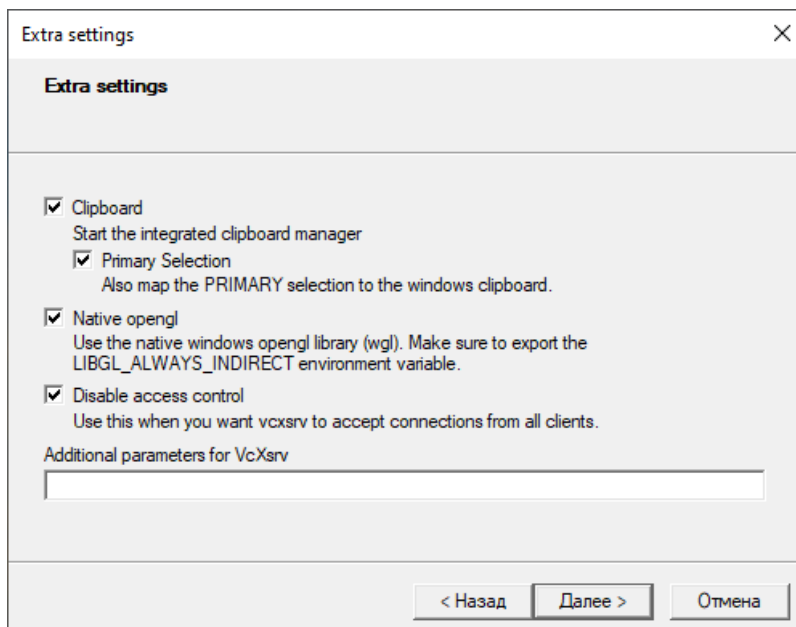 Extra settings
Extra settings
Clipboard
Start the integrated clipboard manager
Primary Selection
Also map the PRIMARY selection to the windows clipboard.
Native opengl
Use the native windows opengl library (wgl). Make sure to export the
LIBGL_ALWAYS_INDIRECT environment variable.
Disable access control
Use this when you want vcxsrv to accept connections from all clients.
Additional parameters for VcXsrv
< Назад Далее > Отмена